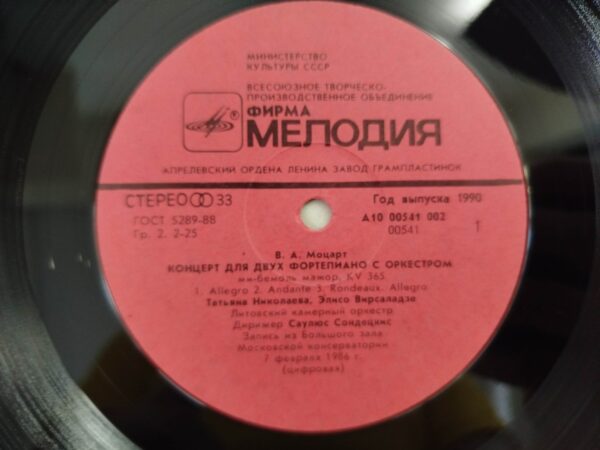 МИНИСТЕРСТВО
КУЛЬТУРЫ СССР
ВСЕСОЮЗНОЕ ТВОРЧЕСКО-
ПРОИЗВОДСТВЕННОЕ ОБЪЕДИНЕНИЕ
ФИРМА
МЕЛОДИЯ
АПРЕЛЕВСКИЙ ОРДЕНА ЛЕНИНА ЗАВОД ГРАМПЛАСТИНОК
СТЕРЕО 33
Год выпуска 1990
ГОСТ 5289-88
А10 00541 002
Гр. 2. 2-25
00541
1
В. А. Моцарт
КОНЦЕРТ ДЛЯ ДВУХ ФОРТЕПИАНО С ОРКЕСТРОМ
ми-бемоль мажор, KV 365
1. Allegro 2. Andante 3. Rondeaux. Allegro
Татьяна Николаева, Элисо Вирсаладзе
Литовский камерный оркестр
Дирижер Саулюс Сондецкис
Запись из Большого зала
Московской консерватории
7 февраля 1986 г.
(цифровая)